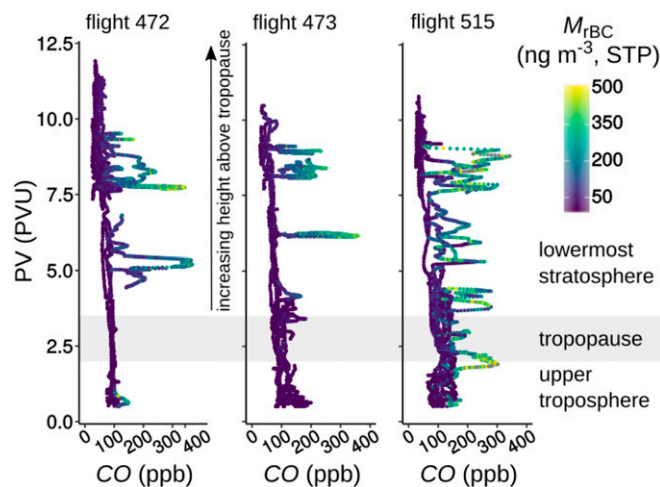 flight 472
flight 473
flight 515
M_rBC
(ng m⁻³, STP)
500
350
200
50
12.5
10.0
7.5
5.0
2.5
0.0
PV (PVU)
increasing height above tropopause
lowermost
stratosphere
tropopause
upper
troposphere
0 100 200 300 400
0 100 200 300 400
0 100 200 300 400
CO (ppb)
CO (ppb)
CO (ppb)